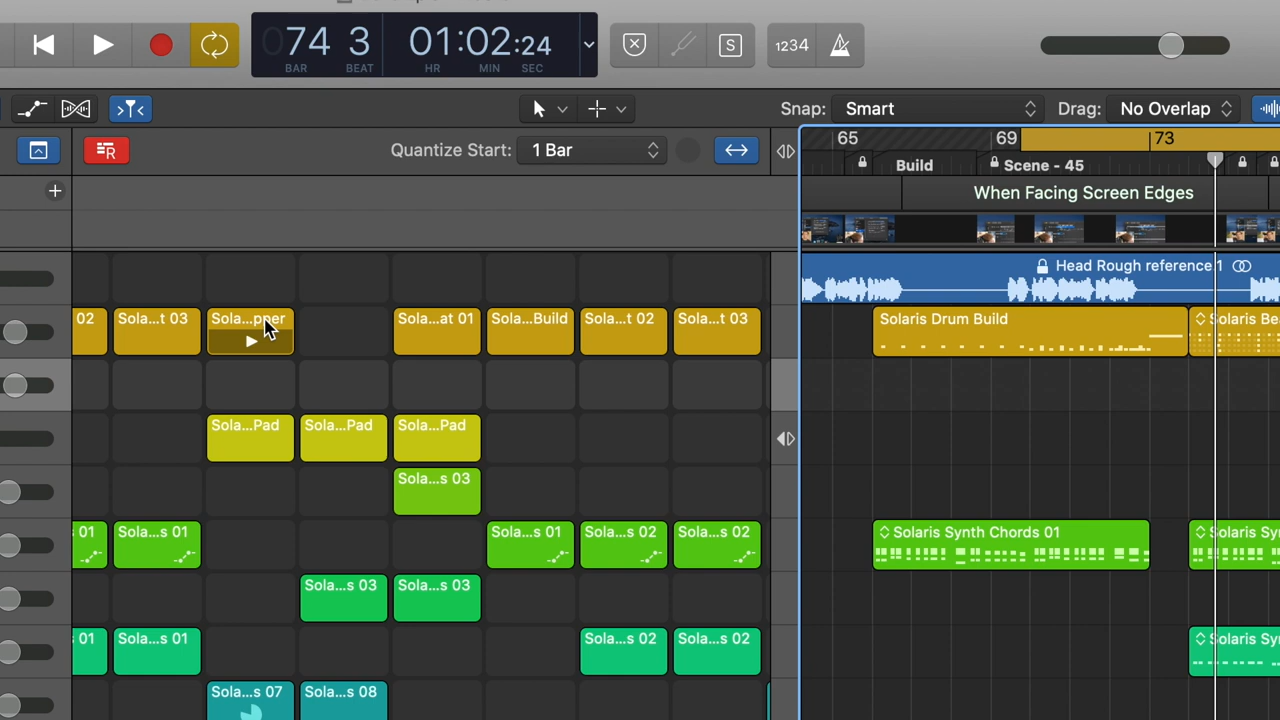 074 3 01:02:24
BAR BEAT HR MIN SEC
S 1234
Snap: Smart Drag: No Overlap
R Quantize Start: 1 Bar
65 69 73
Build Scene - 45
When Facing Screen Edges
Head Rough reference.1
02 Sola...t 03 Sola...pper Sola...at 01 Sola...Build Sola...t 02 Sola...t 03
Solaris Drum Build Solaris Be
Sola...Pad Sola...Pad Sola...Pad
Sola...s 03
s 01 Sola...s 01 Sola...s 01 Sola...s 02 Sola...s 02
Solaris Synth Chords 01 Solaris Sy
Sola...s 03 Sola...s 03
s 01 Sola...s 01 Sola...s 02 Sola...s 02
Solaris Sy
Sola...s 07 Sola...s 08